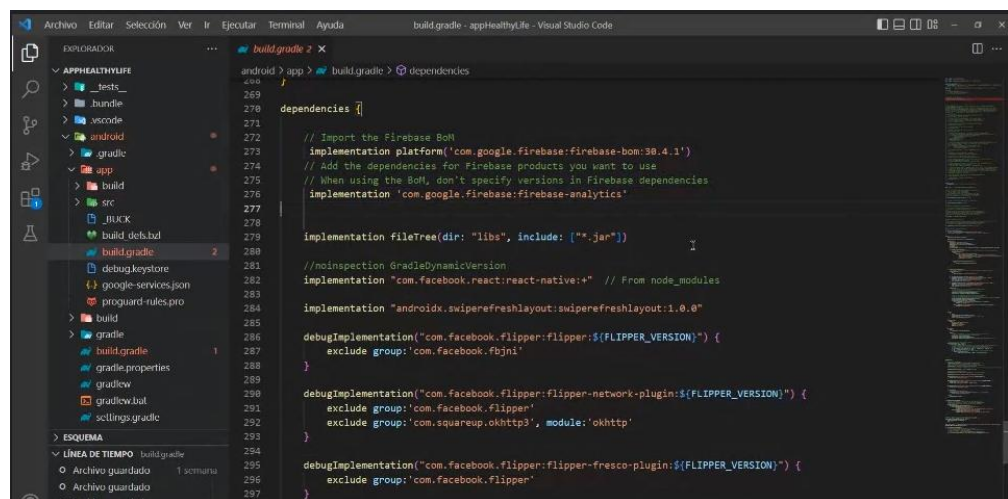 Archivo Editar Selección Ver Ir Ejecutar Terminal Ayuda
build.gradle - appHealthyLife - Visual Studio Code
EXPLORADOR
APPHEALTHYLIFE
__tests__
.bundle
.vscode
android
.gradle
app
build
src
_BUCK
build_defs.bzl
build.gradle 2
debug.keystore
google-services.json
proguard-rules.pro
build
gradle
build.gradle 1
gradle.properties
gradlew
gradlew.bat
settings.gradle
ESQUEMA
LÍNEA DE TIEMPO build.gradle
Archivo guardado 1 semana
Archivo guardado
1
build.gradle 2
android > app > build.gradle > dependencies
268 }
269
270 dependencies {
271
272 // Import the Firebase BoM
273 implementation platform('com.google.firebase:firebase-bom:30.4.1')
274 // Add the dependencies for Firebase products you want to use
275 // When using the BoM, don't specify versions in Firebase dependencies
276 implementation 'com.google.firebase:firebase-analytics'
277
278
279 implementation fileTree(dir: "libs", include: ["*.jar"])
280
281 //noinspection GradleDynamicVersion
282 implementation "com.facebook.react:react-native:+" // From node_modules
283
284 implementation "androidx.swiperefreshlayout:swiperefreshlayout:1.0.0"
285
286 debugImplementation("com.facebook.flipper:flipper:${FLIPPER_VERSION}") {
287 exclude group:'com.facebook.fbjni'
288 }
289
290 debugImplementation("com.facebook.flipper:flipper-network-plugin:${FLIPPER_VERSION}") {
291 exclude group:'com.facebook.flipper'
292 exclude group:'com.squareup.okhttp3', module:'okhttp'
293 }
294
295 debugImplementation("com.facebook.flipper:flipper-fresco-plugin:${FLIPPER_VERSION}") {
296 exclude group:'com.facebook.flipper'
297 }